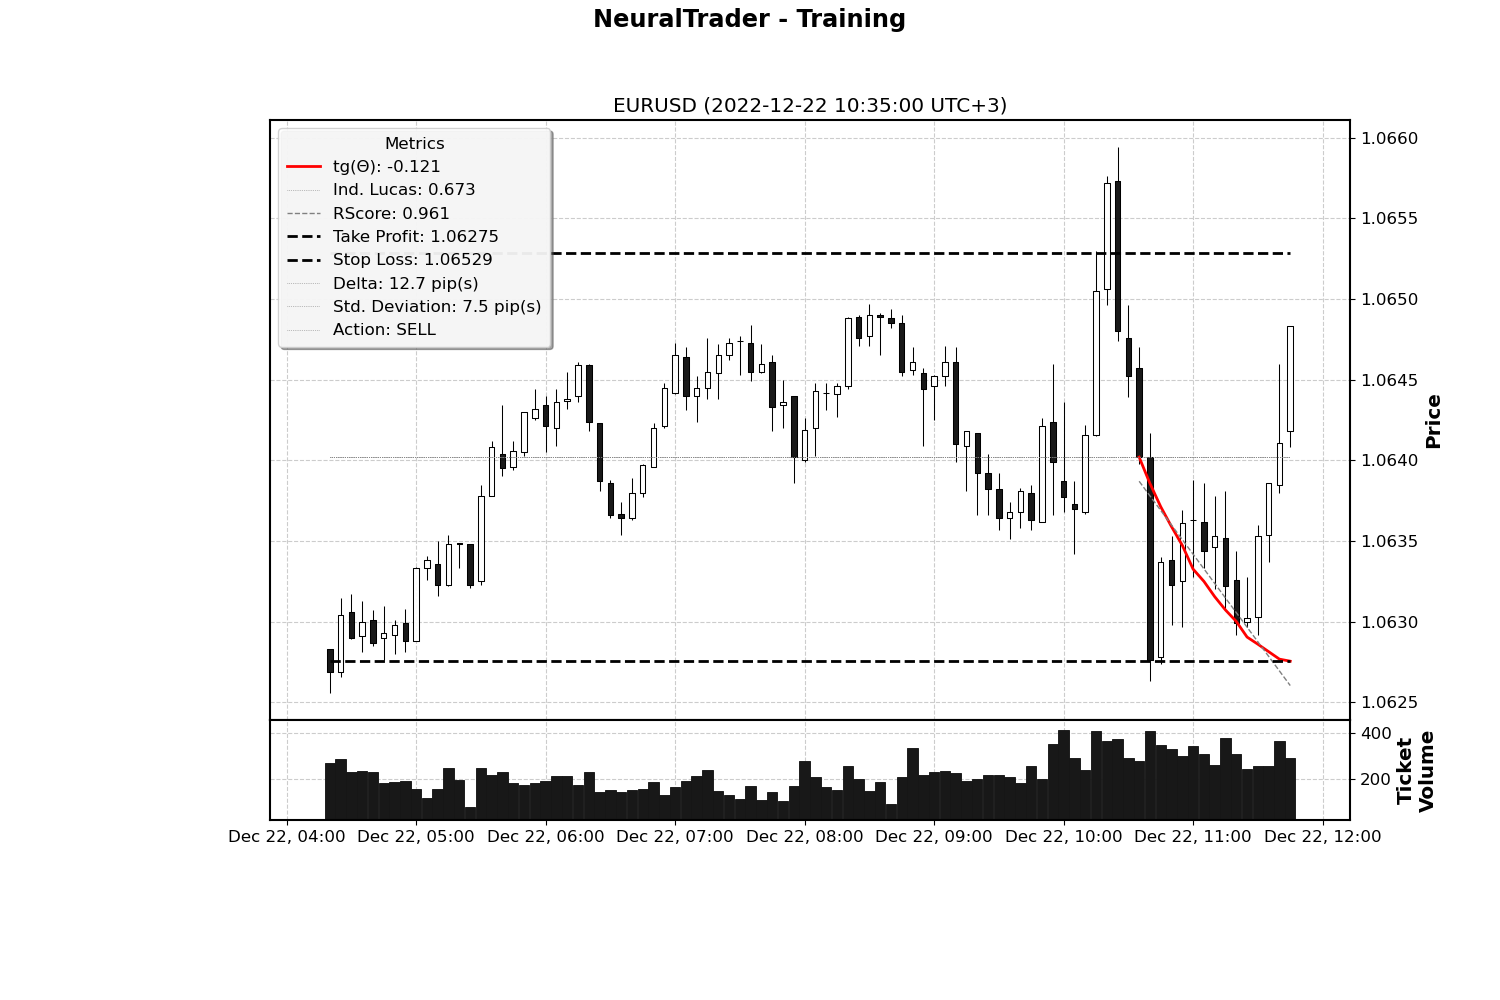 NeuralTrader - Training
EURUSD (2022-12-22 10:35:00 UTC+3)
Metrics
tg(Θ): -0.121
Ind. Lucas: 0.673
RScore: 0.961
Take Profit: 1.06275
Stop Loss: 1.06529
Delta: 12.7 pip(s)
Std. Deviation: 7.5 pip(s)
Action: SELL
1.0660
1.0655
1.0650
1.0645
1.0640
1.0635
1.0630
1.0625
Price
400
200
Ticket
Volume
Dec 22, 04:00 Dec 22, 05:00 Dec 22, 06:00 Dec 22, 07:00 Dec 22, 08:00 Dec 22, 09:00 Dec 22, 10:00 Dec 22, 11:00 Dec 22, 12:00